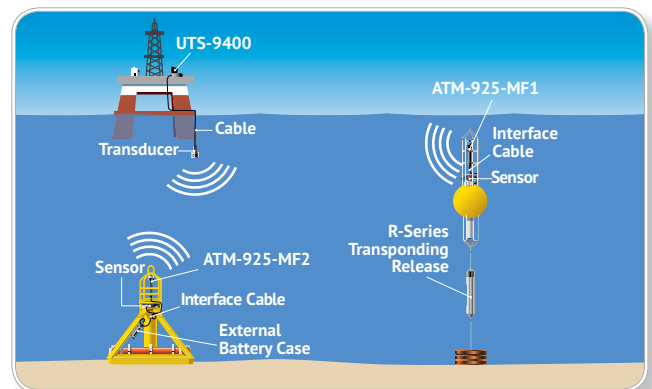 UTS-9400
Cable
Transducer
ATM-925-MF1
Interface
Cable
Sensor
R-Series
Transponding
Release
Sensor
ATM-925-MF2
Interface Cable
External
Battery Case